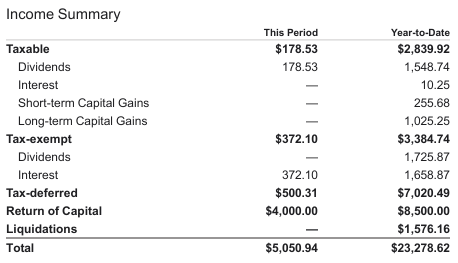 Income Summary
This Period Year-to-Date
Taxable $178.53 $2,839.92
Dividends 178.53 1,548.74
Interest — 10.25
Short-term Capital Gains — 255.68
Long-term Capital Gains — 1,025.25
Tax-exempt $372.10 $3,384.74
Dividends — 1,725.87
Interest 372.10 1,658.87
Tax-deferred $500.31 $7,020.49
Return of Capital $4,000.00 $8,500.00
Liquidations — $1,576.16
Total $5,050.94 $23,278.62